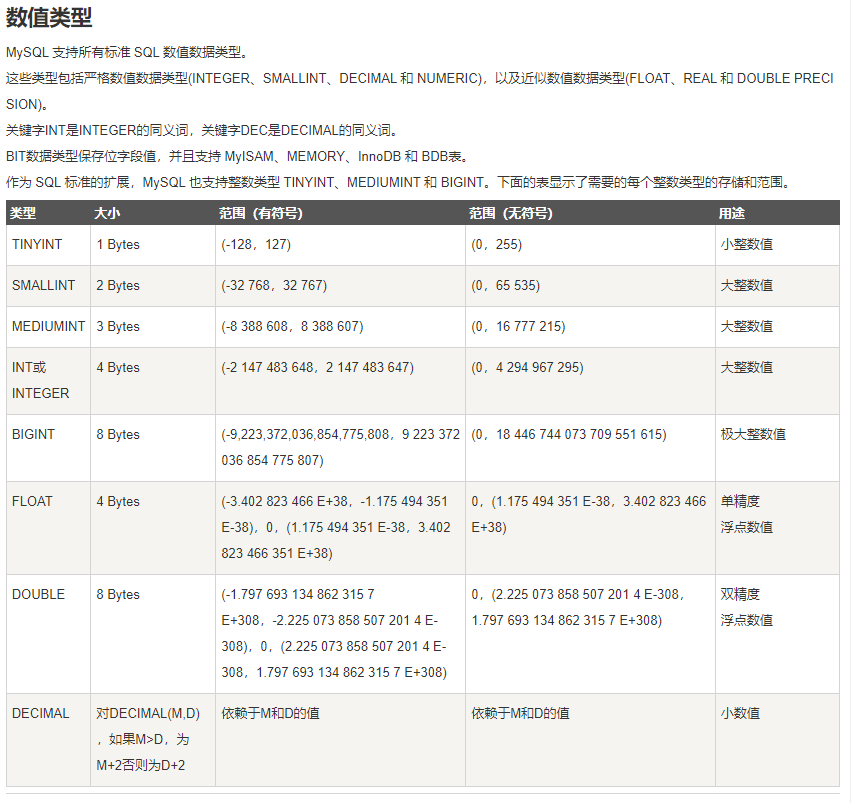 数值类型
MySQL 支持所有标准 SQL 数值数据类型。
这些类型包括严格数值数据类型(INTEGER、SMALLINT、DECIMAL 和 NUMERIC)，以及近似数值数据类型(FLOAT、REAL 和 DOUBLE PRECI
SION)。
关键字INT是INTEGER的同义词，关键字DEC是DECIMAL的同义词。
BIT数据类型保存位字段值，并且支持 MyISAM、MEMORY、InnoDB 和 BDB表。
作为 SQL 标准的扩展，MySQL 也支持整数类型 TINYINT、MEDIUMINT 和 BIGINT。下面的表显示了需要的每个整数类型的存储和范围。
类型 大小 范围（有符号） 范围（无符号） 用途
TINYINT 1 Bytes (-128，127) (0，255) 小整数值
SMALLINT 2 Bytes (-32 768，32 767) (0，65 535) 大整数值
MEDIUMINT 3 Bytes (-8 388 608，8 388 607) (0，16 777 215) 大整数值
INT或 4 Bytes (-2 147 483 648，2 147 483 647) (0，4 294 967 295) 大整数值
INTEGER
BIGINT 8 Bytes (-9,223,372,036,854,775,808，9 223 372 (0，18 446 744 073 709 551 615) 极大整数值
036 854 775 807)
FLOAT 4 Bytes (-3.402 823 466 E+38，-1.175 494 351 0，(1.175 494 351 E-38，3.402 823 466 单精度
E-38)，0，(1.175 494 351 E-38，3.402 E+38) 浮点数值
823 466 351 E+38)
DOUBLE 8 Bytes (-1.797 693 134 862 315 7 0，(2.225 073 858 507 201 4 E-308， 双精度
E+308，-2.225 073 858 507 201 4 E- 1.797 693 134 862 315 7 E+308) 浮点数值
308)，0，(2.225 073 858 507 201 4 E-
308，1.797 693 134 862 315 7 E+308)
DECIMAL 对DECIMAL(M,D) 依赖于M和D的值 依赖于M和D的值 小数值
，如果M>D，为
M+2否则为D+2